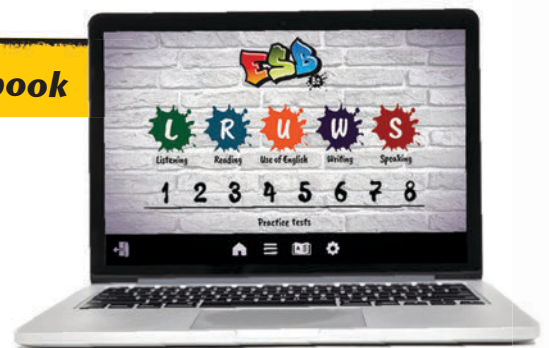 book
ESB
B2
L R U W S
Listening Reading Use of English Writing Speaking
1 2 3 4 5 6 7 8
Practice tests